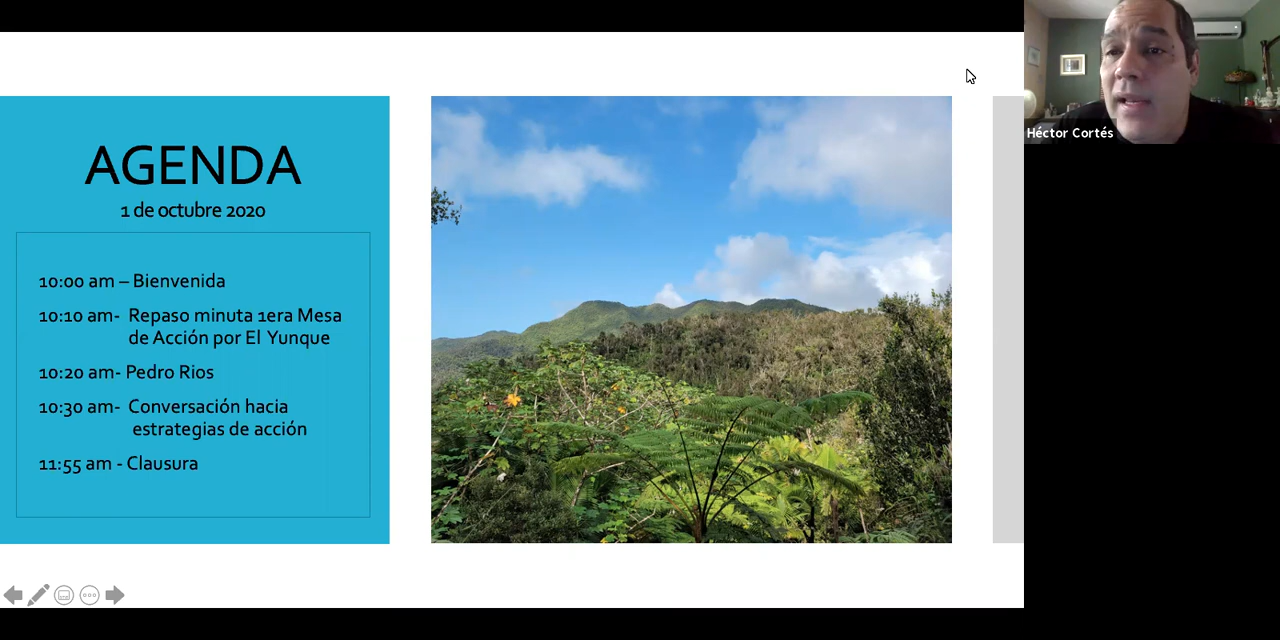 AGENDA
1 de octubre 2020
10:00 am – Bienvenida
10:10 am- Repaso minuta 1era Mesa
de Acción por El Yunque
10:20 am- Pedro Rios
10:30 am- Conversación hacia
estrategias de acción
11:55 am - Clausura
Héctor Cortés